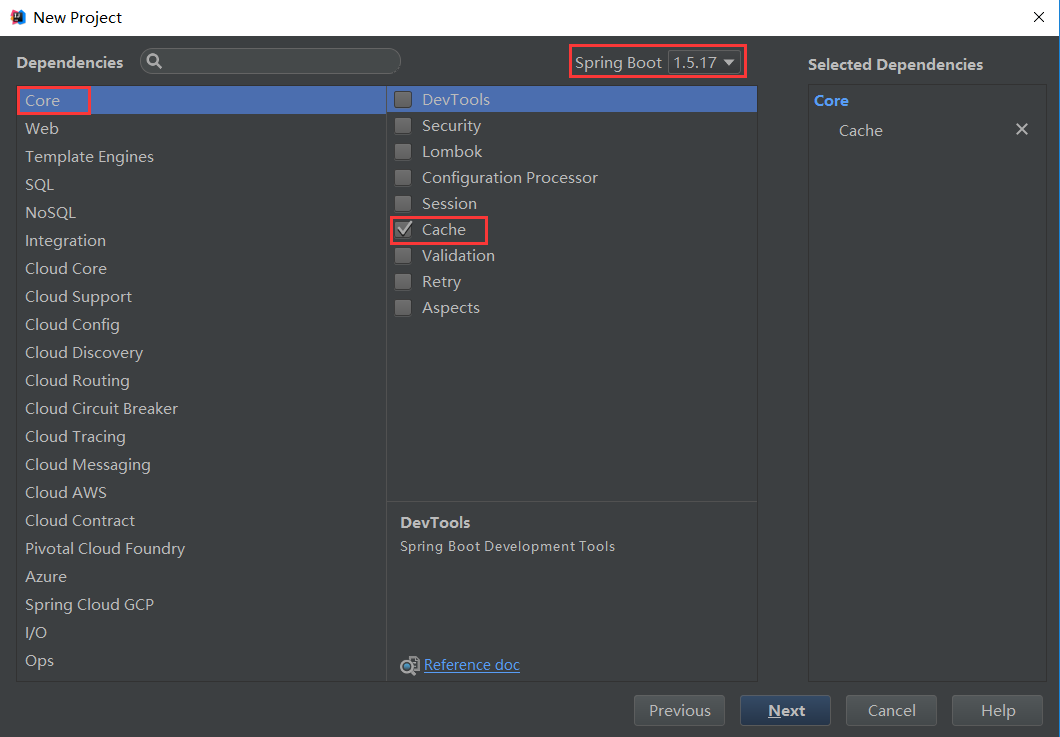 New Project
Dependencies
Spring Boot 1.5.17
Selected Dependencies
Core
Web
Template Engines
SQL
NoSQL
Integration
Cloud Core
Cloud Support
Cloud Config
Cloud Discovery
Cloud Routing
Cloud Circuit Breaker
Cloud Tracing
Cloud Messaging
Cloud AWS
Cloud Contract
Pivotal Cloud Foundry
Azure
Spring Cloud GCP
I/O
Ops
DevTools
Security
Lombok
Configuration Processor
Session
Cache
Validation
Retry
Aspects
DevTools
Spring Boot Development Tools
Reference doc
Core
Cache
Previous
Next
Cancel
Help